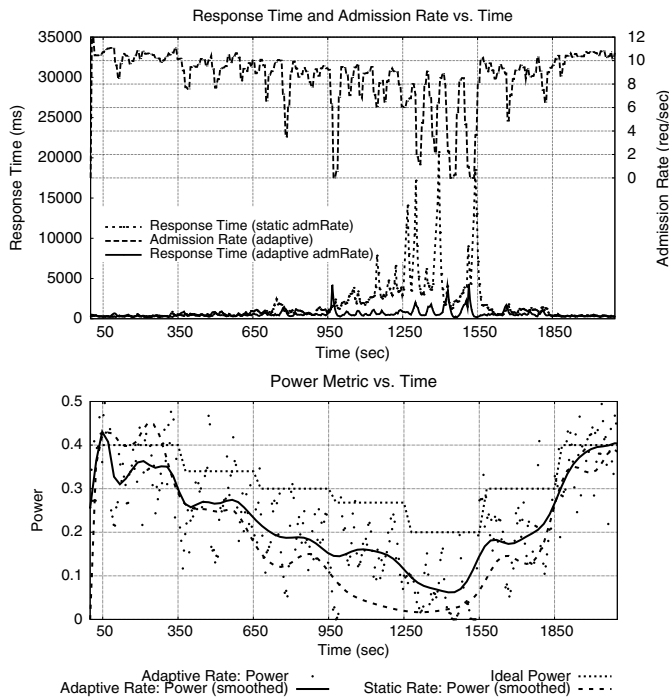 Response Time and Admission Rate vs. Time
35000
30000
25000
20000
15000
10000
5000
0
Response Time (ms)
12
10
8
6
4
2
0
Admission Rate (req/sec)
Response Time (static admRate)
Admission Rate (adaptive)
Response Time (adaptive admRate)
50 350 650 950 1250 1550 1850
Time (sec)
Power Metric vs. Time
0.5
0.4
0.3
0.2
0.1
0
Power
50 350 650 950 1250 1550 1850
Time (sec)
Adaptive Rate: Power
Ideal Power
Adaptive Rate: Power (smoothed)
Static Rate: Power (smoothed)